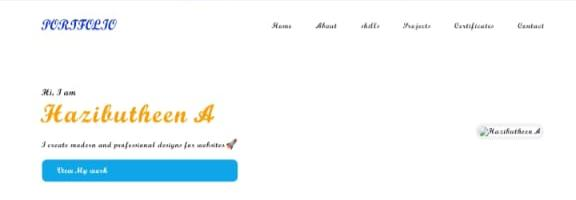 PORTFOLIO
Home About skills Projects Certificates Contact
Hi, I am
Hazibutheen A
I create modern and professional designs for websites🚀
View My work
Hazibutheen A